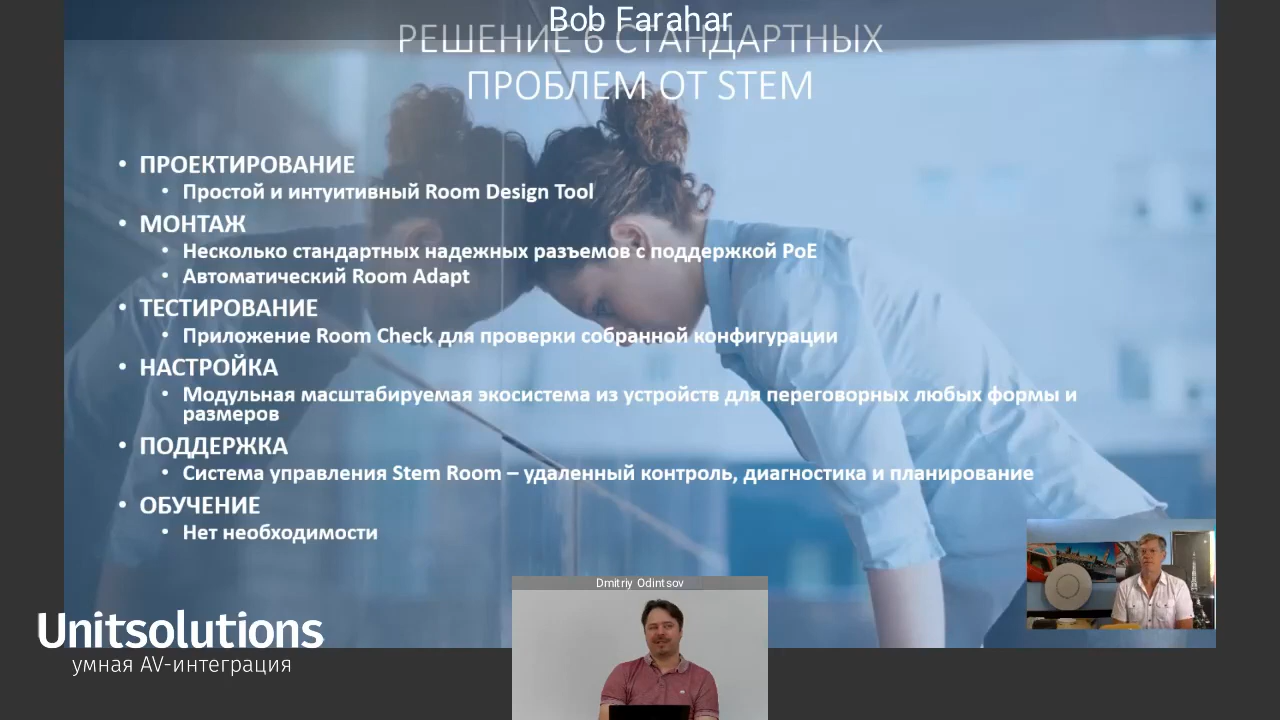 Bob Farahar
РЕШЕНИЕ 6 СТАНДАРТНЫХ
ПРОБЛЕМ ОТ STEM
• ПРОЕКТИРОВАНИЕ
• Простой и интуитивный Room Design Tool
• МОНТАЖ
• Несколько стандартных надежных разъемов с поддержкой PoE
• Автоматический Room Adapt
• ТЕСТИРОВАНИЕ
• Приложение Room Check для проверки собранной конфигурации
• НАСТРОЙКА
• Модульная масштабируемая экосистема из устройств для переговорных любых формы и
размеров
• ПОДДЕРЖКА
• Система управления Stem Room – удаленный контроль, диагностика и планирование
• ОБУЧЕНИЕ
• Нет необходимости
Dmitriy Odintsov
Unitsolutions
умная AV-интеграция